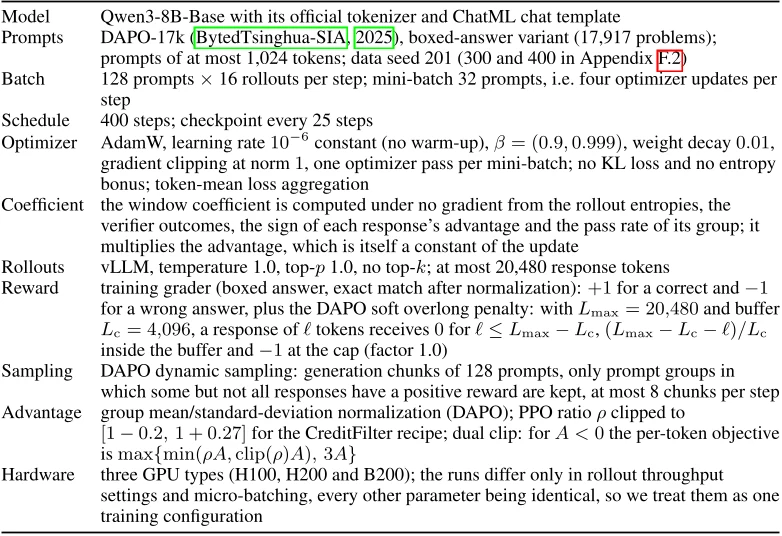 Model Qwen3-8B-Base with its official tokenizer and ChatML chat template
Prompts DAPO-17k (BytedTsinghua-SIA, 2025), boxed-answer variant (17,917 problems);
prompts of at most 1,024 tokens; data seed 201 (300 and 400 in Appendix F.2)
Batch 128 prompts × 16 rollouts per step; mini-batch 32 prompts, i.e. four optimizer updates per
step
Schedule 400 steps; checkpoint every 25 steps
Optimizer AdamW, learning rate 10⁻⁶ constant (no warm-up), β = (0.9, 0.999), weight decay 0.01,
gradient clipping at norm 1, one optimizer pass per mini-batch; no KL loss and no entropy
bonus; token-mean loss aggregation
Coefficient the window coefficient is computed under no gradient from the rollout entropies, the
verifier outcomes, the sign of each response's advantage and the pass rate of its group; it
multiplies the advantage, which is itself a constant of the update
Rollouts vLLM, temperature 1.0, top-p 1.0, no top-k; at most 20,480 response tokens
Reward training grader (boxed answer, exact match after normalization): +1 for a correct and −1
for a wrong answer, plus the DAPO soft overlong penalty: with L_max = 20,480 and buffer
L_c = 4,096, a response of ℓ tokens receives 0 for ℓ ≤ L_max − L_c, (L_max − L_c − ℓ)/L_c
inside the buffer and −1 at the cap (factor 1.0)
Sampling DAPO dynamic sampling: generation chunks of 128 prompts, only prompt groups in
which some but not all responses have a positive reward are kept, at most 8 chunks per step
Advantage group mean/standard-deviation normalization (DAPO); PPO ratio ρ clipped to
[1 − 0.2, 1 + 0.27] for the CreditFilter recipe; dual clip: for A < 0 the per-token objective
is max{min(ρA, clip(ρ)A), 3A}
Hardware three GPU types (H100, H200 and B200); the runs differ only in rollout throughput
settings and micro-batching, every other parameter being identical, so we treat them as one
training configuration